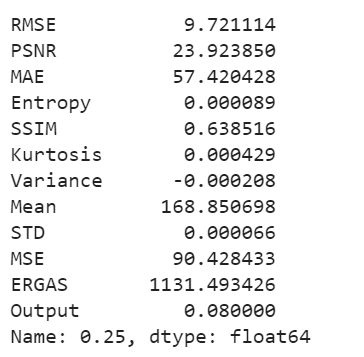 RMSE 9.721114
PSNR 23.923850
MAE 57.420428
Entropy 0.000089
SSIM 0.638516
Kurtosis 0.000429
Variance -0.000208
Mean 168.850698
STD 0.000066
MSE 90.428433
ERGAS 1131.493426
Output 0.080000
Name: 0.25, dtype: float64